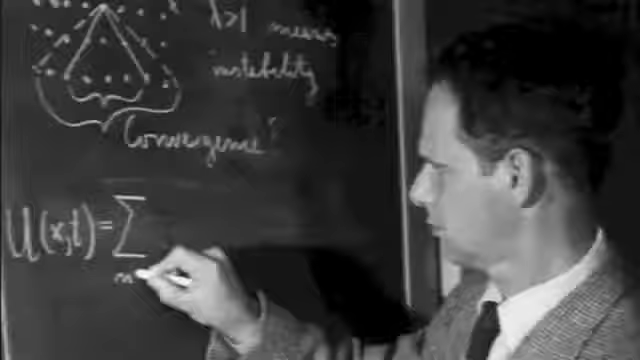 λ>1 means
instability
Convergence?
U(x,t)=∑
n